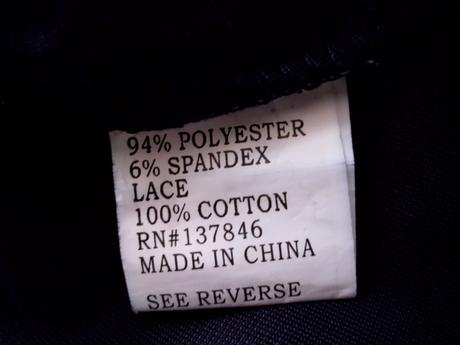 94% POLYESTER
6% SPANDEX
LACE
100% COTTON
RN#137846
MADE IN CHINA
SEE REVERSE